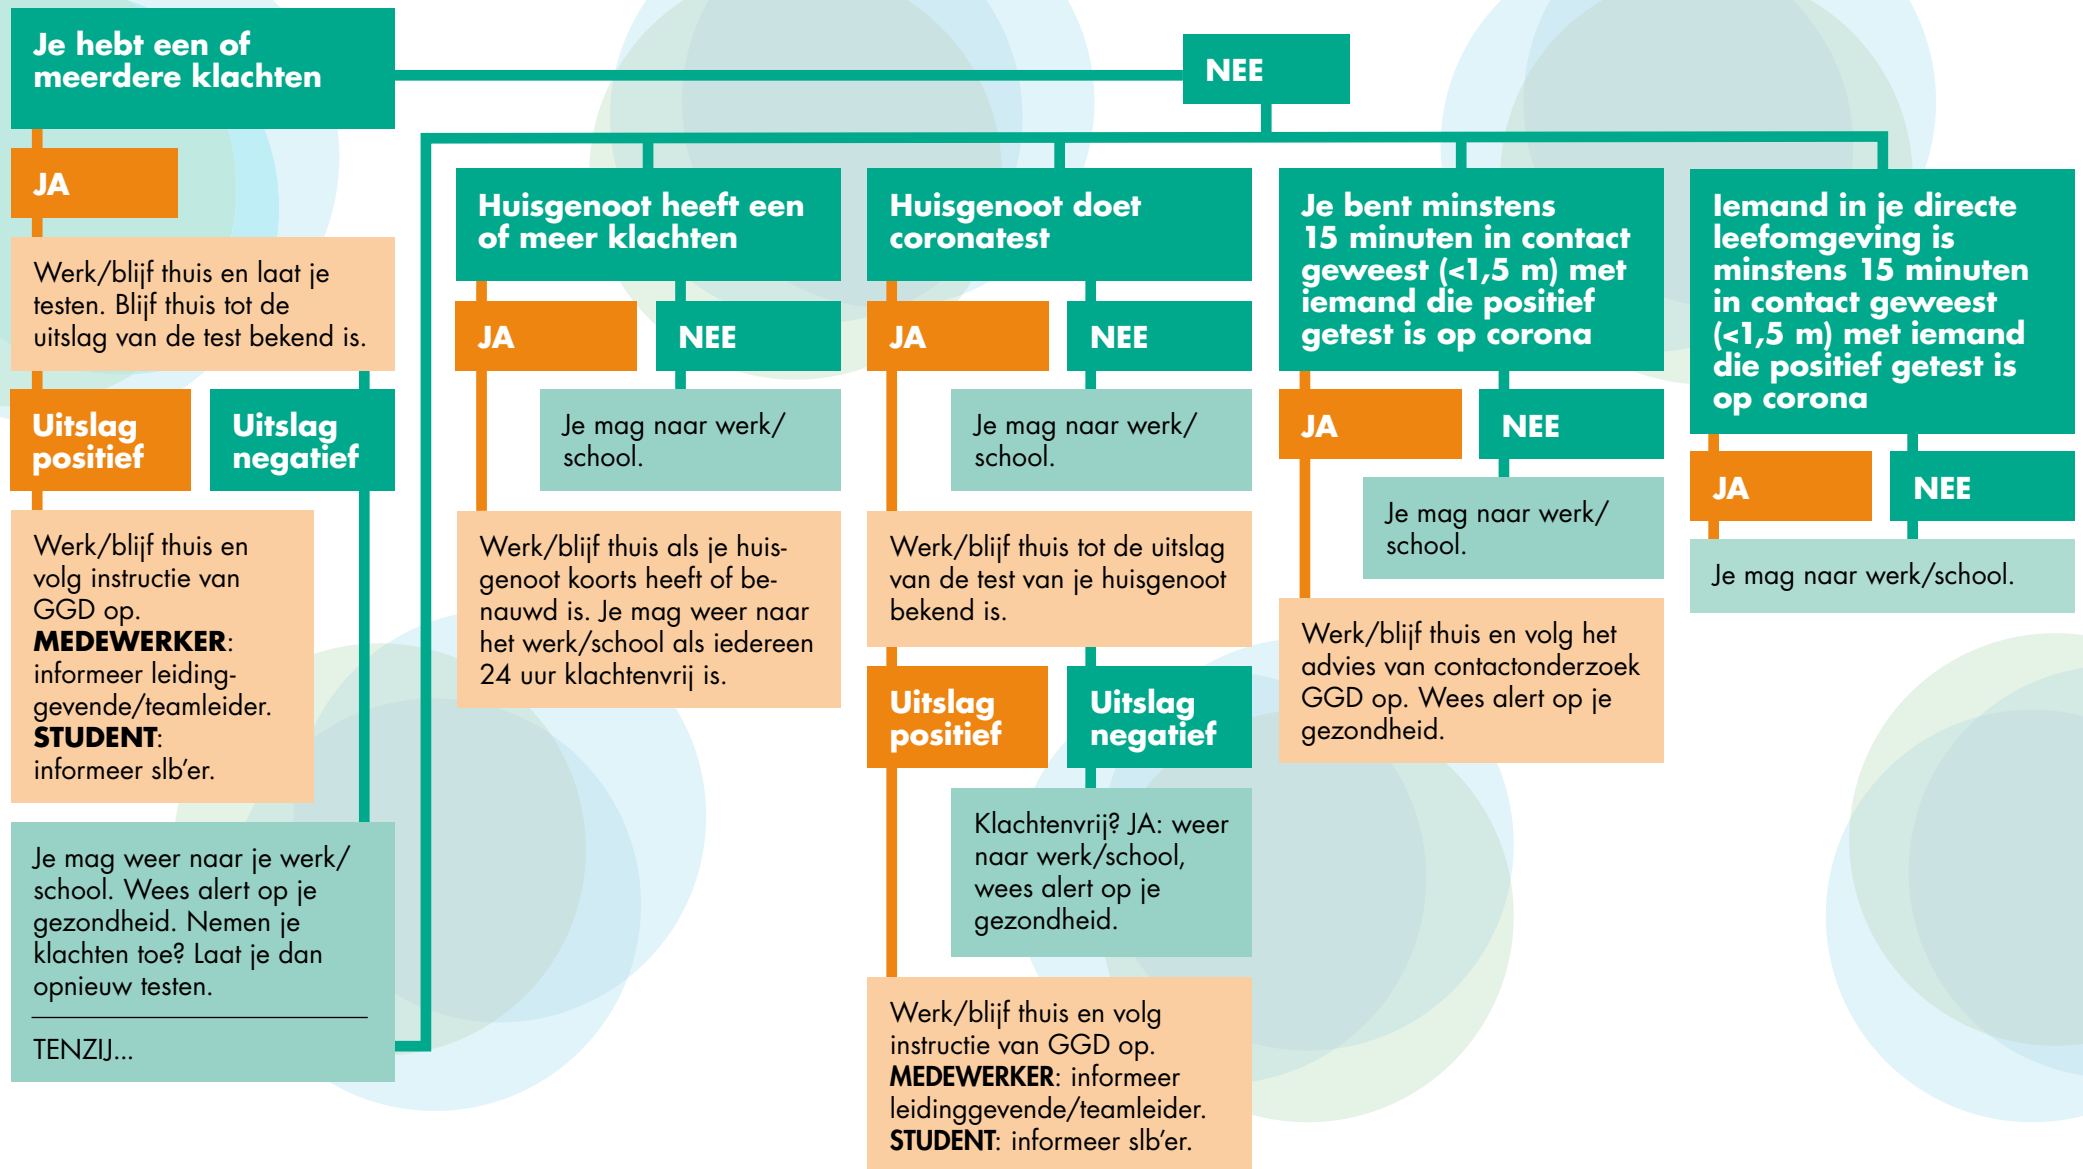 Je hebt een of
meerdere klachten
NEE
JA
Werk/blijf thuis en laat je
testen. Blijf thuis tot de
uitslag van de test bekend is.
Uitslag
positief
Uitslag
negatief
Werk/blijf thuis en
volg instructie van
GGD op.
MEDEWERKER:
informeer leiding-
gevende/teamleider.
STUDENT:
informeer slb'er.
Je mag weer naar je werk/
school. Wees alert op je
gezondheid. Nemen je
klachten toe? Laat je dan
opnieuw testen.
TENZIJ...
Huisgenoot heeft een
of meer klachten
JA
NEE
Je mag naar werk/
school.
Werk/blijf thuis als je huis-
genoot koorts heeft of be-
nauwd is. Je mag weer naar
het werk/school als iedereen
24 uur klachtenvrij is.
Huisgenoot doet
coronatest
JA
NEE
Je mag naar werk/
school.
Werk/blijf thuis tot de uitslag
van de test van je huisgenoot
bekend is.
Uitslag
positief
Uitslag
negatief
Klachtenvrij? JA: weer
naar werk/school,
wees alert op je
gezondheid.
Werk/blijf thuis en volg
instructie van GGD op.
MEDEWERKER: informeer
leidinggevende/teamleider.
STUDENT: informeer slb'er.
Je bent minstens
15 minuten in contact
geweest (<1,5 m) met
iemand die positief
getest is op corona
JA
NEE
Je mag naar werk/
school.
Werk/blijf thuis en volg het
advies van contactonderzoek
GGD op. Wees alert op je
gezondheid.
Iemand in je directe
leefomgeving is
minstens 15 minuten
in contact geweest
(<1,5 m) met iemand
die positief getest is
op corona
JA
NEE
Je mag naar werk/school.